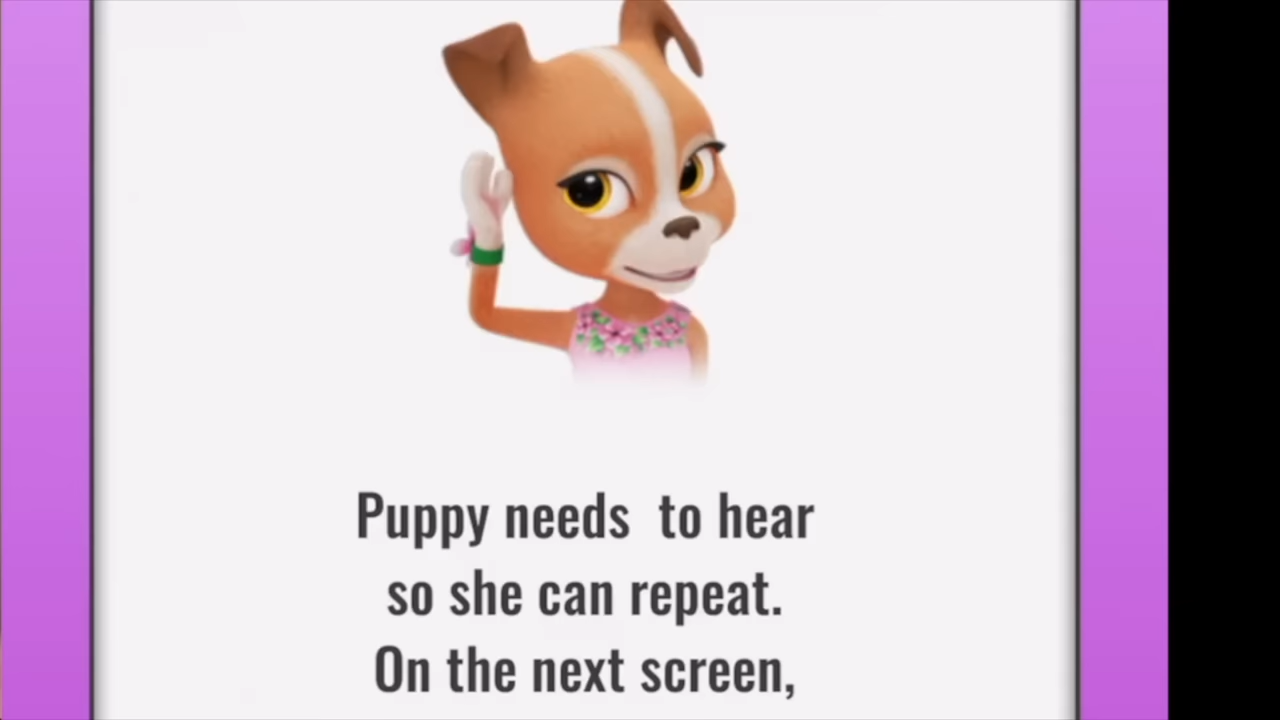 Puppy needs  to hear
so she can repeat.
On the next screen,